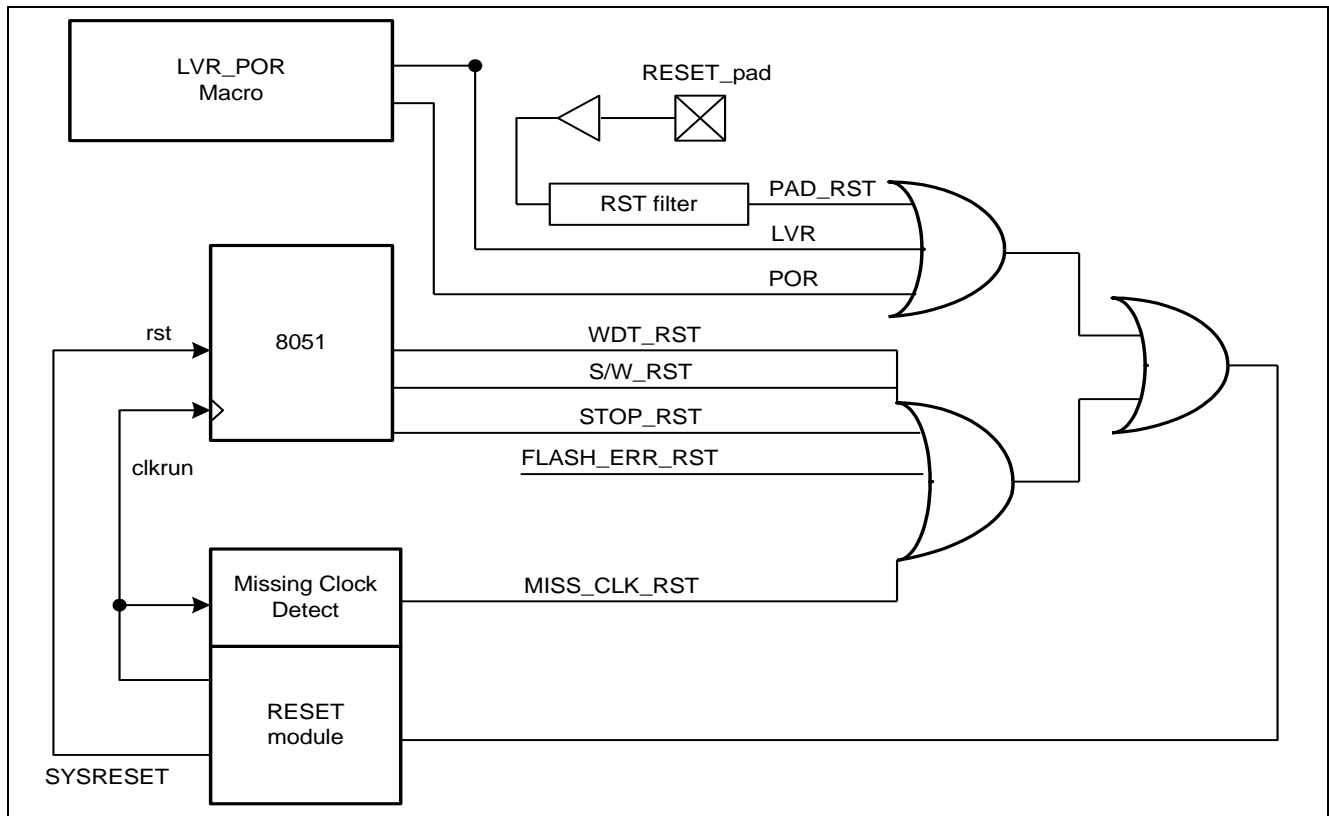 LVR_POR
Macro
RESET_pad
RST filter
PAD_RST
LVR
POR
rst
8051
WDT_RST
S/W_RST
STOP_RST
FLASH_ERR_RST
clkrun
Missing Clock
Detect
MISS_CLK_RST
RESET
module
SYSRESET